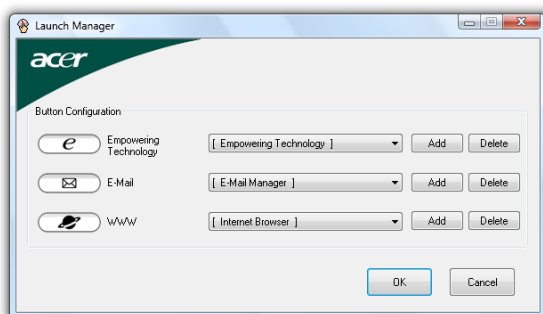 Launch Manager
acer
Button Configuration
e Empowering Technology [ Empowering Technology ] Add Delete
E-Mail [ E-Mail Manager ] Add Delete
WWW [ Internet Browser ] Add Delete
OK Cancel